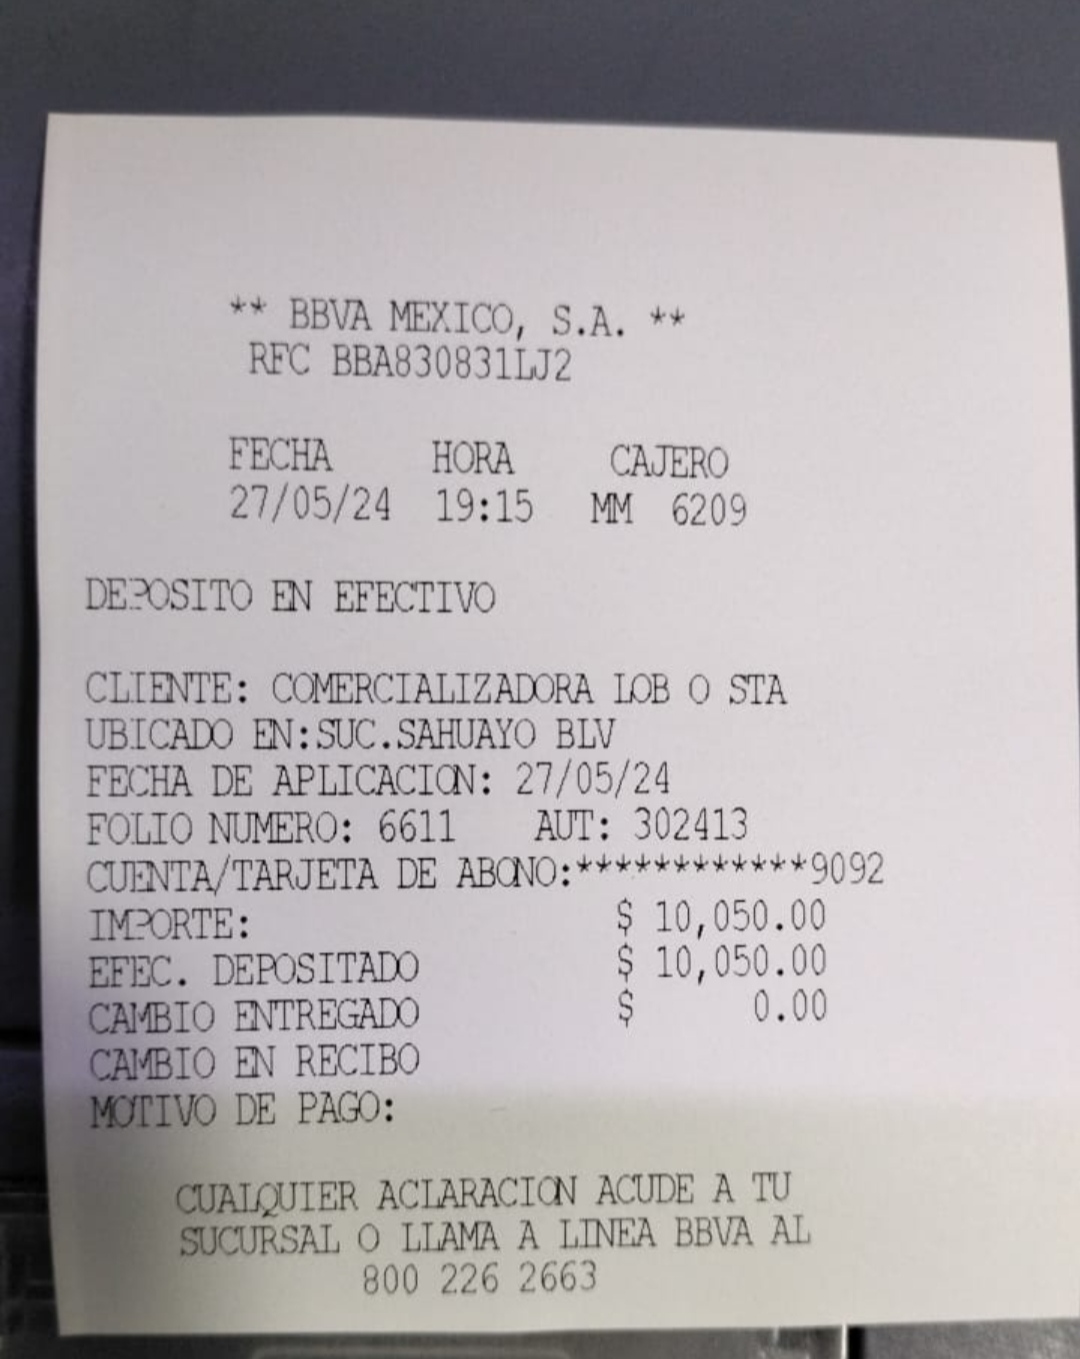 ** BBVA MEXICO, S.A. **
RFC BBA830831LJ2
FECHA HORA CAJERO
27/05/24 19:15 MM 6209
DEPOSITO EN EFECTIVO
CLIENTE: COMERCIALIZADORA LOB O STA
UBICADO EN:SUC.SAHUAYO BLV
FECHA DE APLICACION: 27/05/24
FOLIO NUMERO: 6611 AUT: 302413
CUENTA/TARJETA DE ABONO:************9092
IMPORTE: $ 10,050.00
EFEC. DEPOSITADO $ 10,050.00
CAMBIO ENTREGADO $ 0.00
CAMBIO EN RECIBO
MOTIVO DE PAGO:
CUALQUIER ACLARACION ACUDE A TU
SUCURSAL O LLAMA A LINEA BBVA AL
800 226 2663